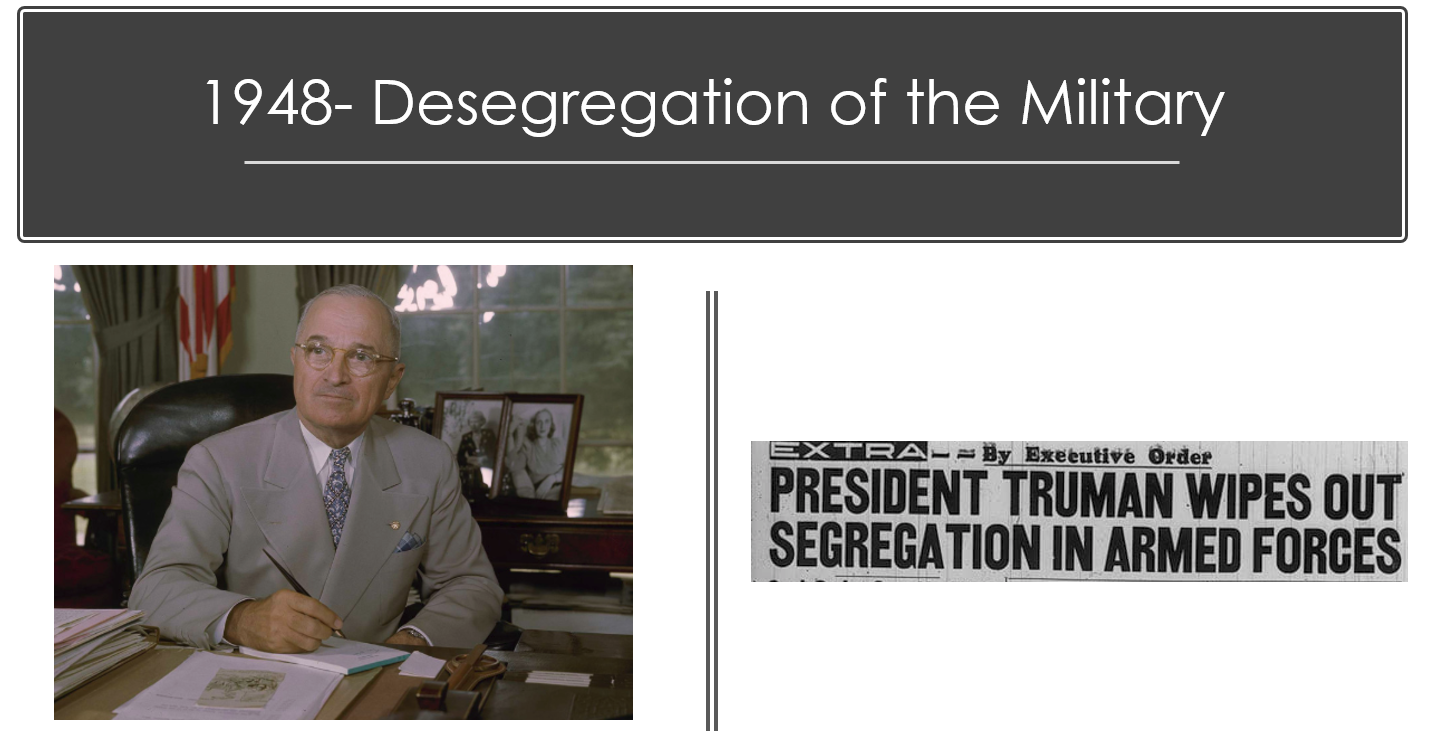 1948- Desegregation of the Military
EXTRA - - By Executive Order
PRESIDENT TRUMAN WIPES OUT
SEGREGATION IN ARMED FORCES